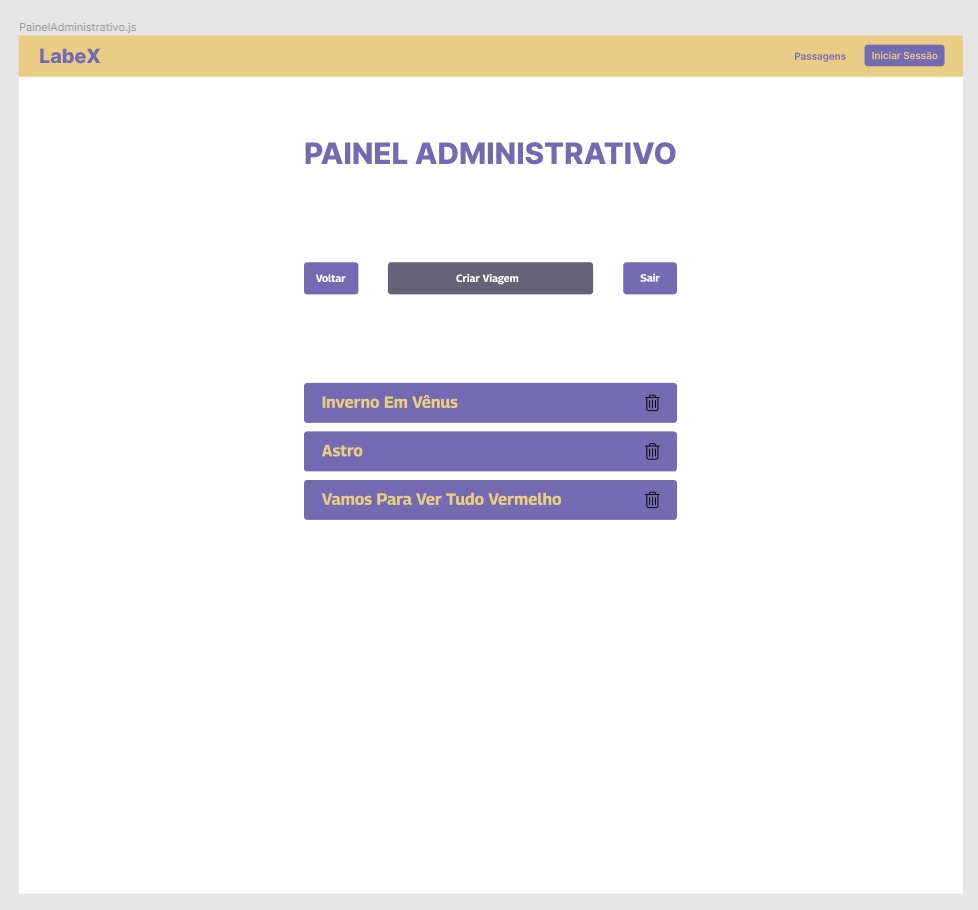 PainelAdministrativo.js
LabeX
Passagens
Iniciar Sessão
PAINEL ADMINISTRATIVO
Voltar
Criar Viagem
Sair
Inverno Em Vênus
Astro
Vamos Para Ver Tudo Vermelho